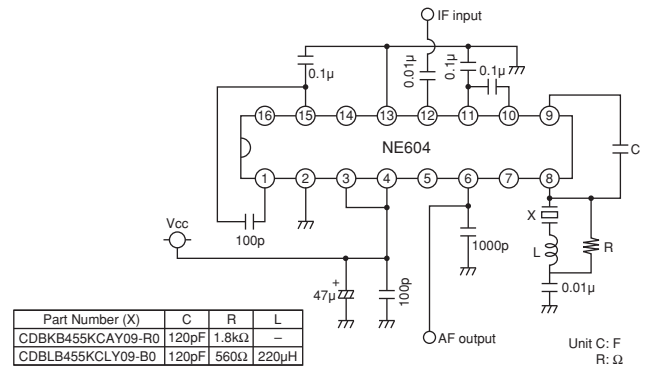 IF input
0.1µ
0.01µ
0.1µ
0.1µ
16 15 14 13 12 11 10 9
NE604
C
1 2 3 4 5 6 7 8
X
Vcc
100p
1000p
L
R
+
47µ
100p
0.01µ
AF output
Unit C: F
R: Ω
Part Number (X) C R L
CDBKB455KCAY09-R0 120pF 1.8kΩ –
CDBLB455KCLY09-B0 120pF 560Ω 220µH